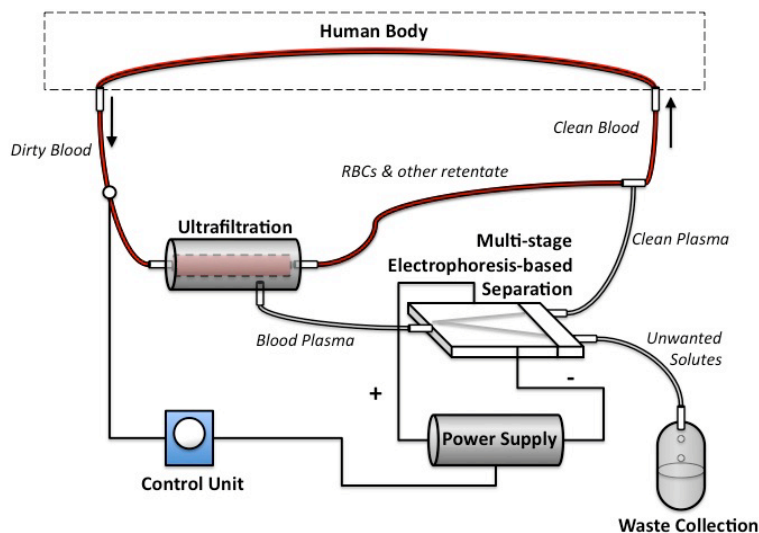 Human Body
Dirty Blood
Clean Blood
RBCs & other retentate
Ultrafiltration
Clean Plasma
Multi-stage
Electrophoresis-based
Separation
Blood Plasma
Unwanted
Solutes
+
-
Power Supply
Control Unit
Waste Collection